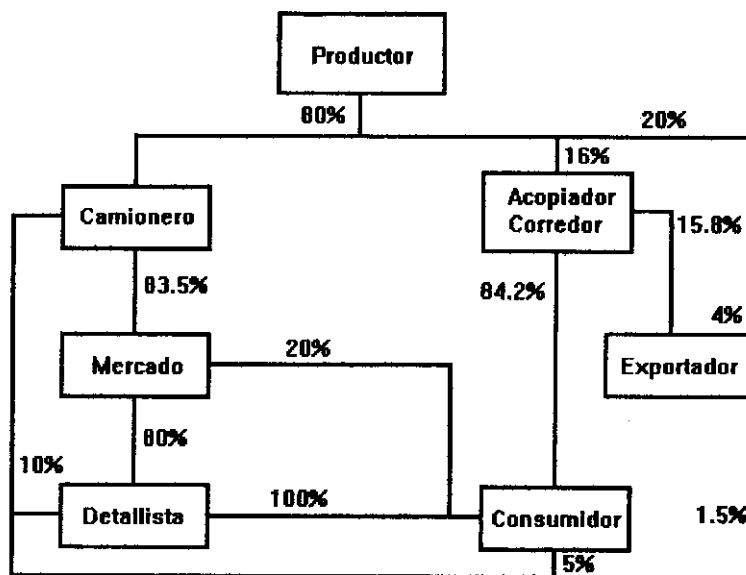 Productor
80%
20%
16%
Camionero
Acopiador
Corredor
15.8%
83.5%
84.2%
4%
Mercado
20%
Exportador
80%
10%
Detallista
100%
Consumidor
1.5%
5%